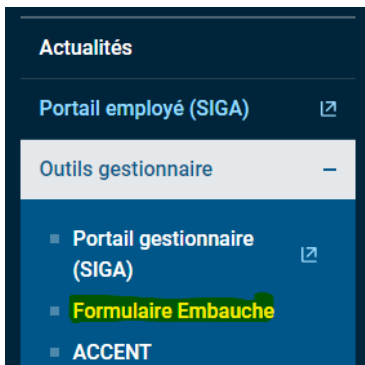 Actualités
Portail employé (SIGA)
Outils gestionnaire
Portail gestionnaire
(SIGA)
Formulaire Embauche
ACCENT